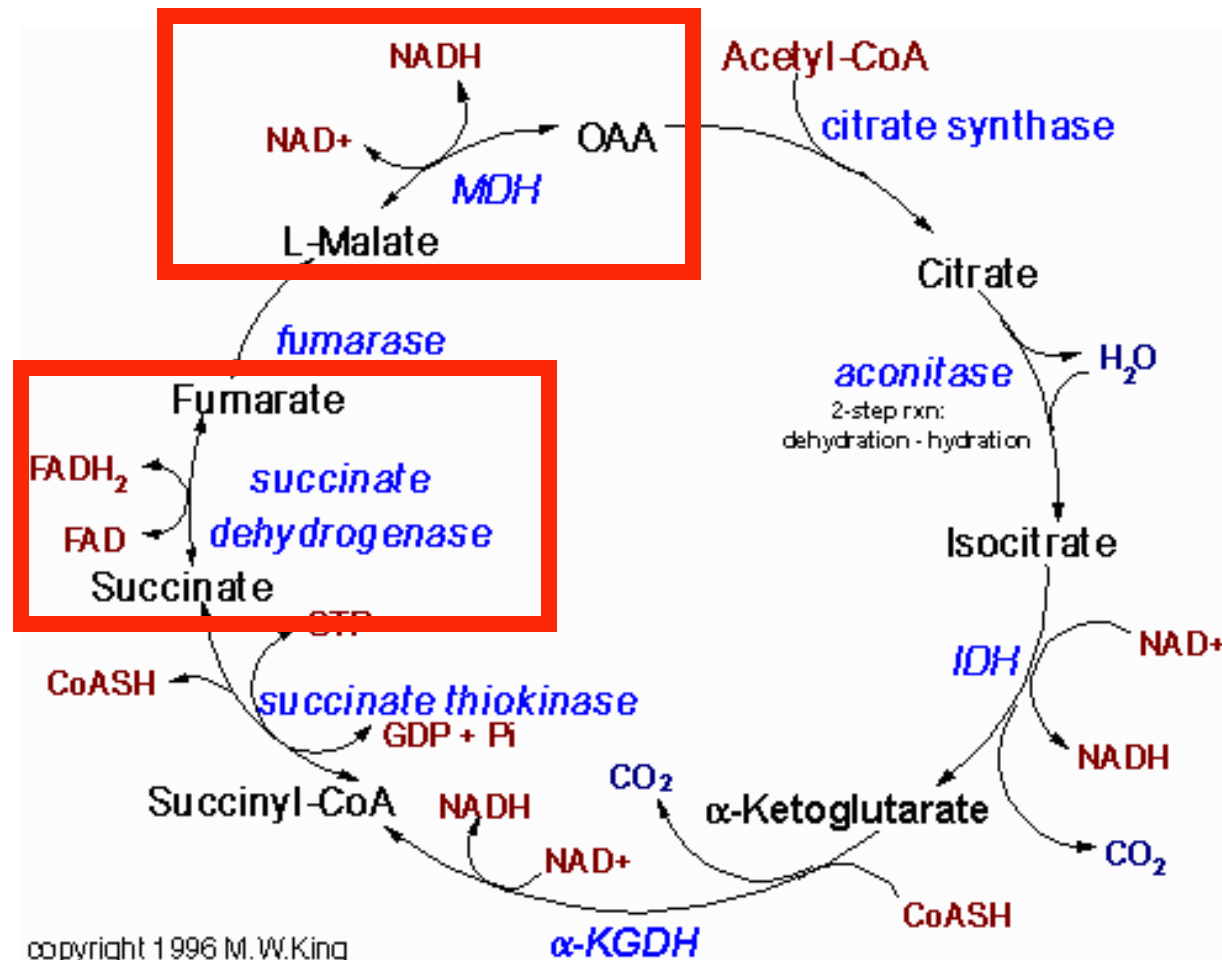 NADH
Acetyl-CoA
NAD+
OAA
citrate synthase
MDH
L-Malate
Citrate
fumarase
H₂O
aconitase
2-step rxn:
dehydration - hydration
Fumarate
FADH₂
succinate
dehydrogenase
FAD
Isocitrate
Succinate
GTP
NAD+
IDH
CoASH
succinate thiokinase
GDP + Pi
NADH
CO₂
Succinyl-CoA
NADH
α-Ketoglutarate
NAD+
CO₂
CoASH
α-KGDH
copyright 1996 M.W.King